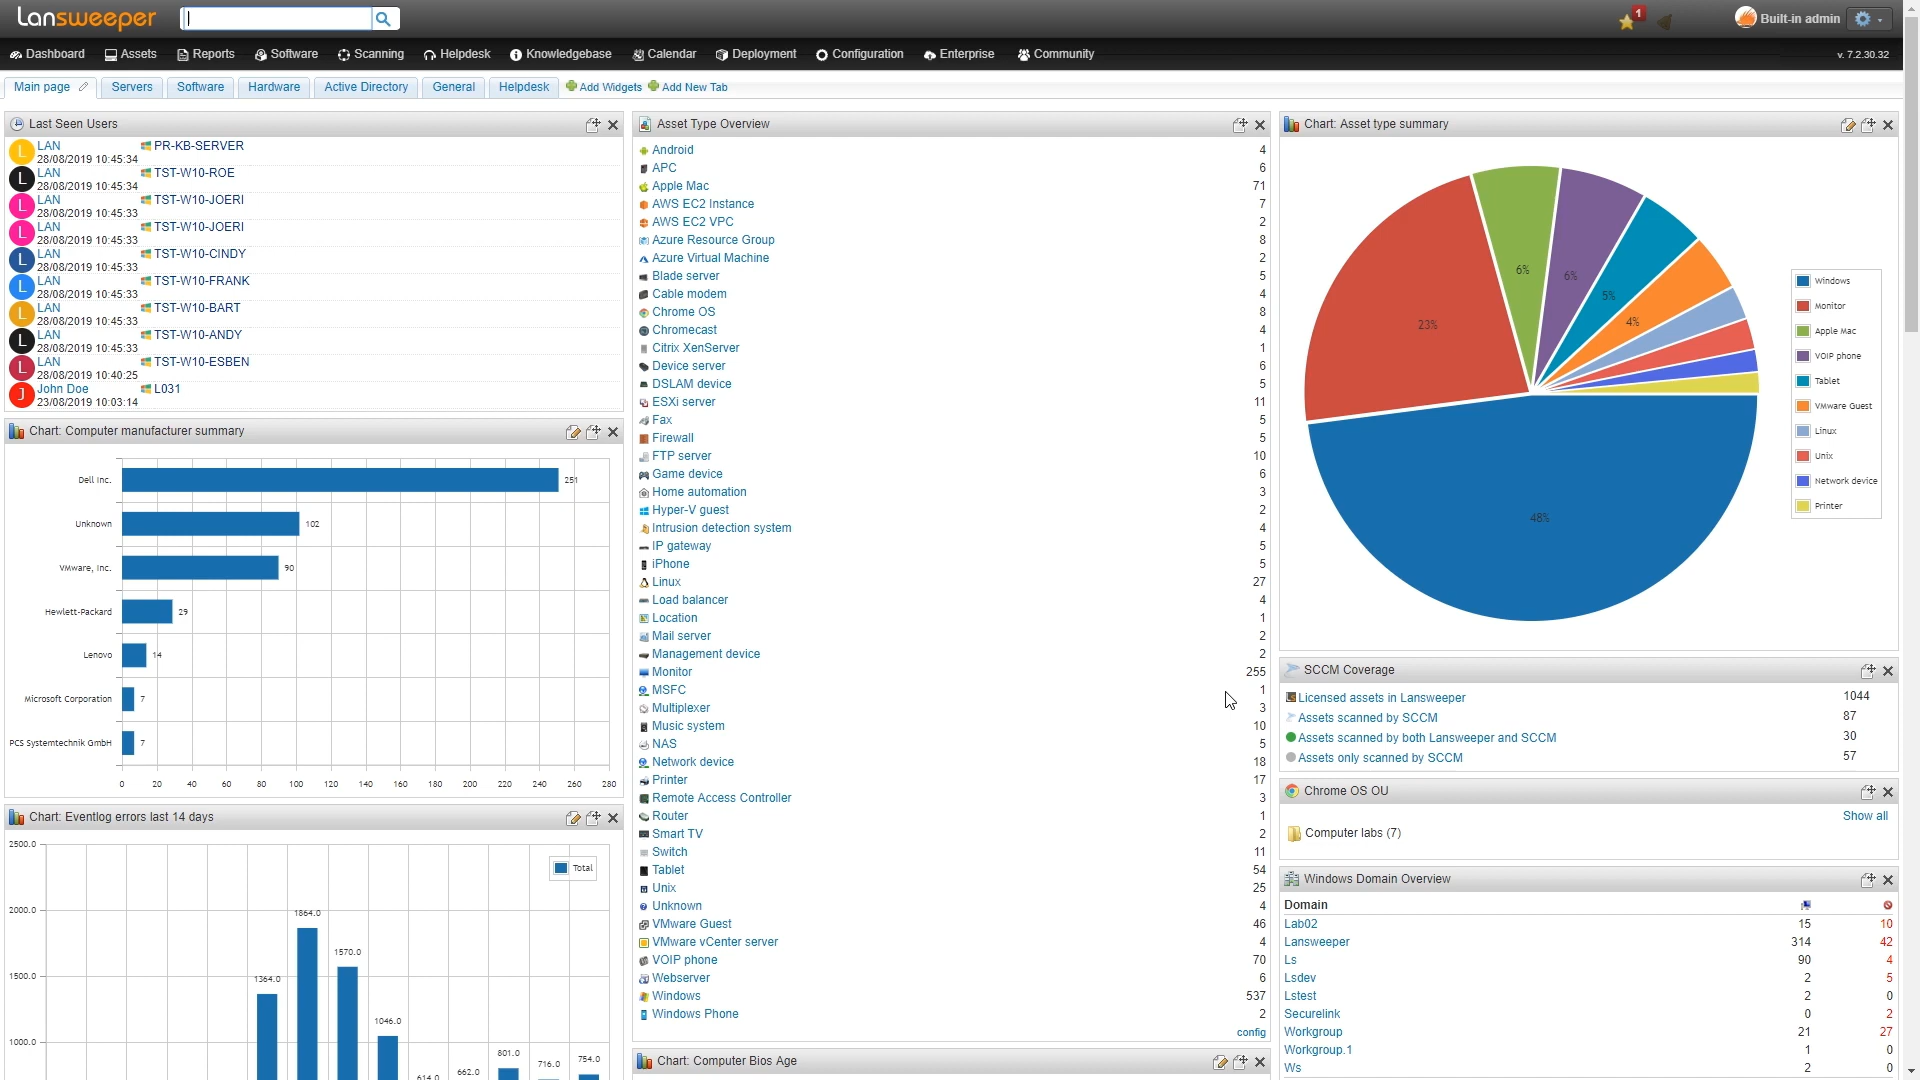 Lansweeper
1
Built-in admin
Dashboard Assets Reports Software Scanning Helpdesk Knowledgebase Calendar Deployment Configuration Enterprise Community
v. 7.2.30.32
Main page Servers Software Hardware Active Directory General Helpdesk Add Widgets Add New Tab
Last Seen Users
L LAN PR-KB-SERVER
28/08/2019 10:45:34
L LAN TST-W10-ROE
28/08/2019 10:45:34
L LAN TST-W10-JOERI
28/08/2019 10:45:33
L LAN TST-W10-JOERI
28/08/2019 10:45:33
L LAN TST-W10-CINDY
28/08/2019 10:45:33
L LAN TST-W10-FRANK
28/08/2019 10:45:33
L LAN TST-W10-BART
28/08/2019 10:45:33
L LAN TST-W10-ANDY
28/08/2019 10:45:33
L LAN TST-W10-ESBEN
28/08/2019 10:40:25
J John Doe L031
23/08/2019 10:03:14
Chart: Computer manufacturer summary
Dell Inc. 251
Unknown 102
VMware, Inc. 90
Hewlett-Packard 29
Lenovo 14
Microsoft Corporation 7
PCS Systemtechnik GmbH 7
0 20 40 60 80 100 120 140 160 180 200 220 240 260 280
Chart: Eventlog errors last 14 days
2500.0
Total
2000.0
1864.0
1570.0
1500.0
1364.0
1046.0
1000.0
801.0
716.0
754.0
662.0
614.0
Asset Type Overview
Android 4
APC 6
Apple Mac 71
AWS EC2 Instance 7
AWS EC2 VPC 2
Azure Resource Group 8
Azure Virtual Machine 2
Blade server 5
Cable modem 4
Chrome OS 8
Chromecast 4
Citrix XenServer 1
Device server 6
DSLAM device 5
ESXi server 11
Fax 5
Firewall 5
FTP server 10
Game device 6
Home automation 3
Hyper-V guest 2
Intrusion detection system 4
IP gateway 5
iPhone 5
Linux 27
Load balancer 4
Location 1
Mail server 2
Management device 2
Monitor 255
MSFC 1
Multiplexer 3
Music system 10
NAS 5
Network device 18
Printer 17
Remote Access Controller 3
Router 1
Smart TV 2
Switch 11
Tablet 54
Unix 25
Unknown 4
VMware Guest 46
VMware vCenter server 4
VOIP phone 70
Webserver 6
Windows 537
Windows Phone 2
config
Chart: Computer Bios Age
Chart: Asset type summary
6%
6%
5%
4%
23%
48%
Windows
Monitor
Apple Mac
VOIP phone
Tablet
VMware Guest
Linux
Unix
Network device
Printer
SCCM Coverage
Licensed assets in Lansweeper 1044
Assets scanned by SCCM 87
Assets scanned by both Lansweeper and SCCM 30
Assets only scanned by SCCM 57
Chrome OS OU
Show all
Computer labs (7)
Windows Domain Overview
Domain
Lab02 15 10
Lansweeper 314 42
Ls 90 4
Lsdev 2 5
Lstest 2 0
Securelink 0 2
Workgroup 21 27
Workgroup.1 1 0
Ws 2 0